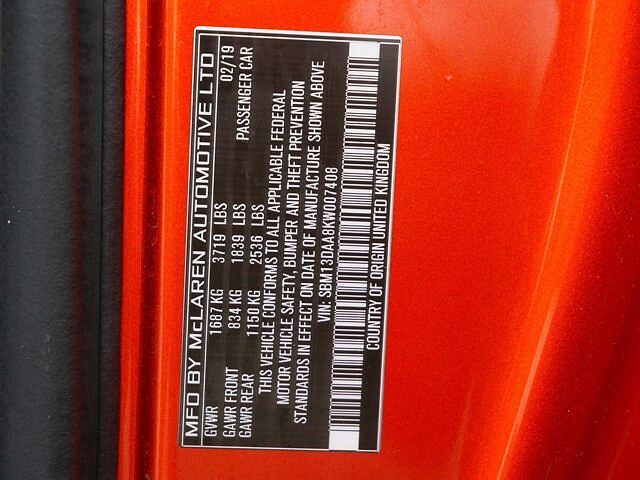 MFD BY McLAREN AUTOMOTIVE LTD
GVWR 1687 KG 3719 LBS 02/19
GAWR FRONT 834 KG 1839 LBS
GAWR REAR 1150 KG 2536 LBS PASSENGER CAR
THIS VEHICLE CONFORMS TO ALL APPLICABLE FEDERAL
MOTOR VEHICLE SAFETY, BUMPER AND THEFT PREVENTION
STANDARDS IN EFFECT ON DATE OF MANUFACTURE SHOWN ABOVE
VIN: SBM13DAA8KW007408
COUNTRY OF ORIGIN UNITED KINGDOM